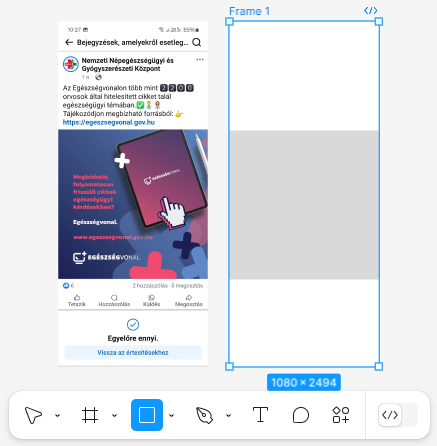 Frame 1
10:27
85%
Bejegyzések, amelyekről esetleg...
Nemzeti Népegészségügyi és
Gyógyszerészeti Központ
1 n.
Az Egészségvonalon több mint 2200
orvosok által hitelesített cikket talál
egészségügyi témában.
Tájékozódjon megbízható forrásból:
https://egeszsegvonal.gov.hu
Megbízható,
folyamatosan
frissülő cikkek
egészségügyi
kérdésekben?
Egészségvonal.
www.egeszsegvonal.gov.hu
EGÉSZSÉGVONAL
EGÉSZSÉGVONAL
6
2 hozzászólás 5 megosztás
Tetszik Hozzászólás Küldés Megosztás
Egyelőre ennyi.
Vissza az értesítésekhez
1080 × 2494